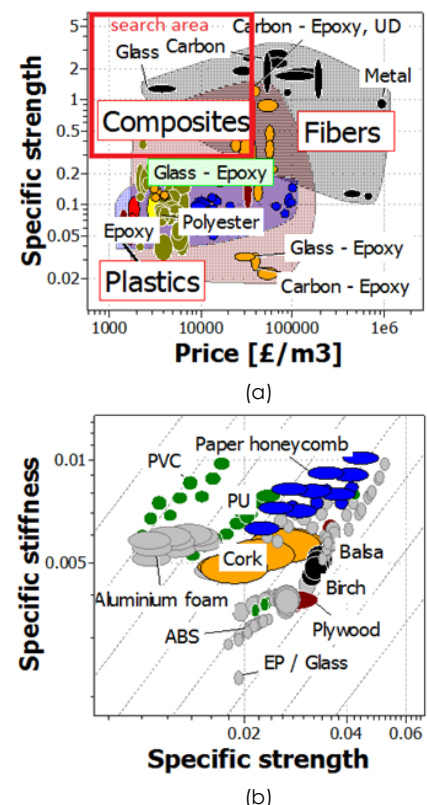 search area
Carbon - Epoxy, UD
Carbon
Glass
Metal
Composites
Fibers
Glass - Epoxy
Polyester
Epoxy
Glass - Epoxy
Plastics
Carbon - Epoxy
Specific strength
5
2
1
0.5
0.2
0.1
0.05
0.02
1000
10000
100000
1e6
Price [£/m3]
(a)
Paper honeycomb
PVC
PU
Cork
Balsa
Aluminium foam
Birch
ABS
Plywood
EP / Glass
Specific stiffness
0.01
0.005
0.02
0.04
0.06
Specific strength
(b)